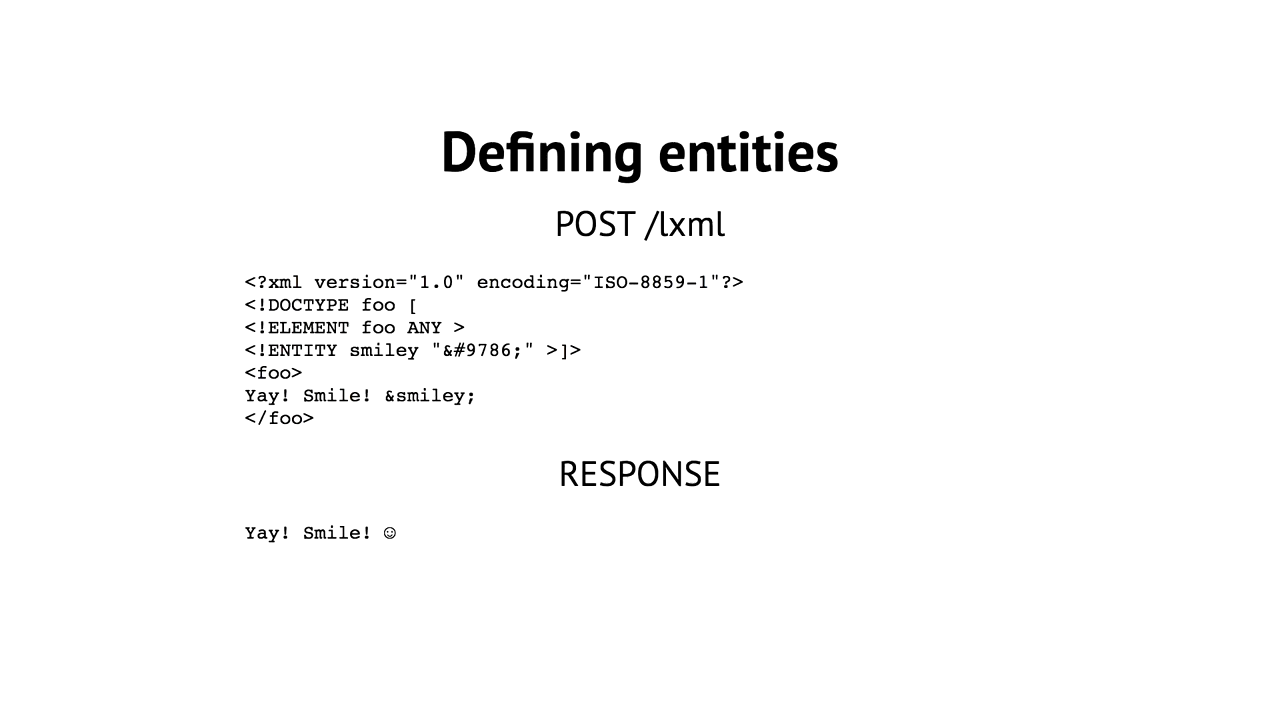 Defining entities
POST /lxml
<?xml version="1.0" encoding="ISO-8859-1"?>
<!DOCTYPE foo [
<!ELEMENT foo ANY >
<!ENTITY smiley "&#9786;" >]>
<foo>
Yay! Smile! &smiley;
</foo>
RESPONSE
Yay! Smile! ☺